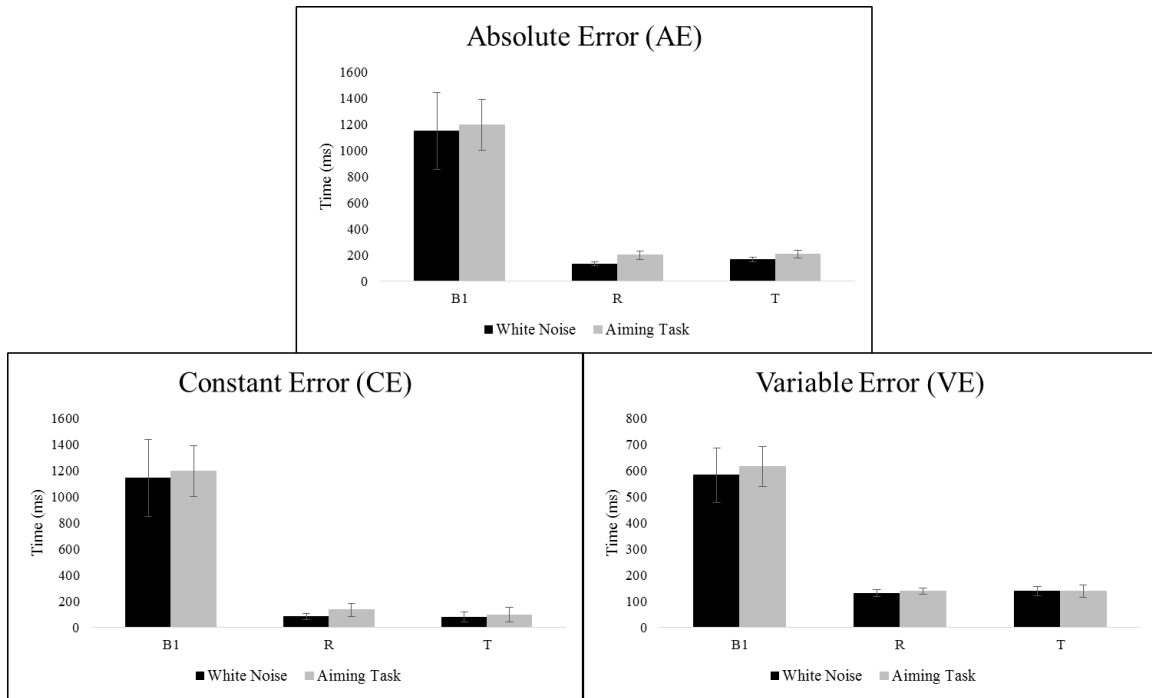 Absolute Error (AE)
Time (ms)
1600
1400
1200
1000
800
600
400
200
0
B1 R T
White Noise Aiming Task
Constant Error (CE)
Time (ms)
1600
1400
1200
1000
800
600
400
200
0
B1 R T
White Noise Aiming Task
Variable Error (VE)
Time (ms)
800
700
600
500
400
300
200
100
0
B1 R T
White Noise Aiming Task